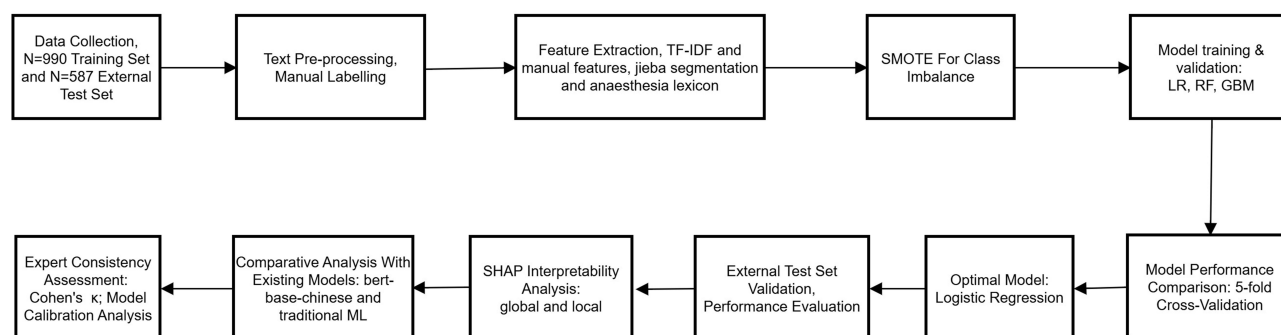 Data Collection,
N=990 Training Set
and N=587 External
Test Set
Text Pre-processing,
Manual Labelling
Feature Extraction, TF-IDF and
manual features, jieba segmentation
and anaesthesia lexicon
SMOTE For Class
Imbalance
Model training &
validation:
LR, RF, GBM
Model Performance
Comparison: 5-fold
Cross-Validation
Optimal Model:
Logistic Regression
External Test Set
Validation,
Performance Evaluation
SHAP Interpretability
Analysis:
global and local
Comparative Analysis With
Existing Models: bert-
base-chinese and
traditional ML
Expert Consistency
Assessment:
Cohen's κ; Model
Calibration Analysis